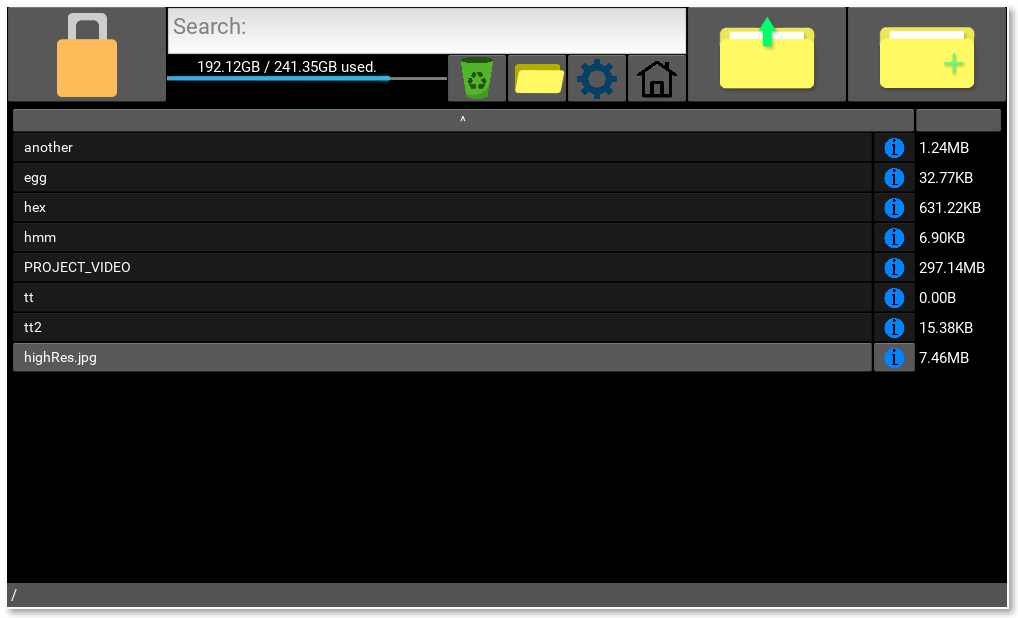 Search:
192.12GB / 241.35GB used.
^
another 1.24MB
egg 32.77KB
hex 631.22KB
hmm 6.90KB
PROJECT_VIDEO 297.14MB
tt 0.00B
tt2 15.38KB
highRes.jpg 7.46MB
/